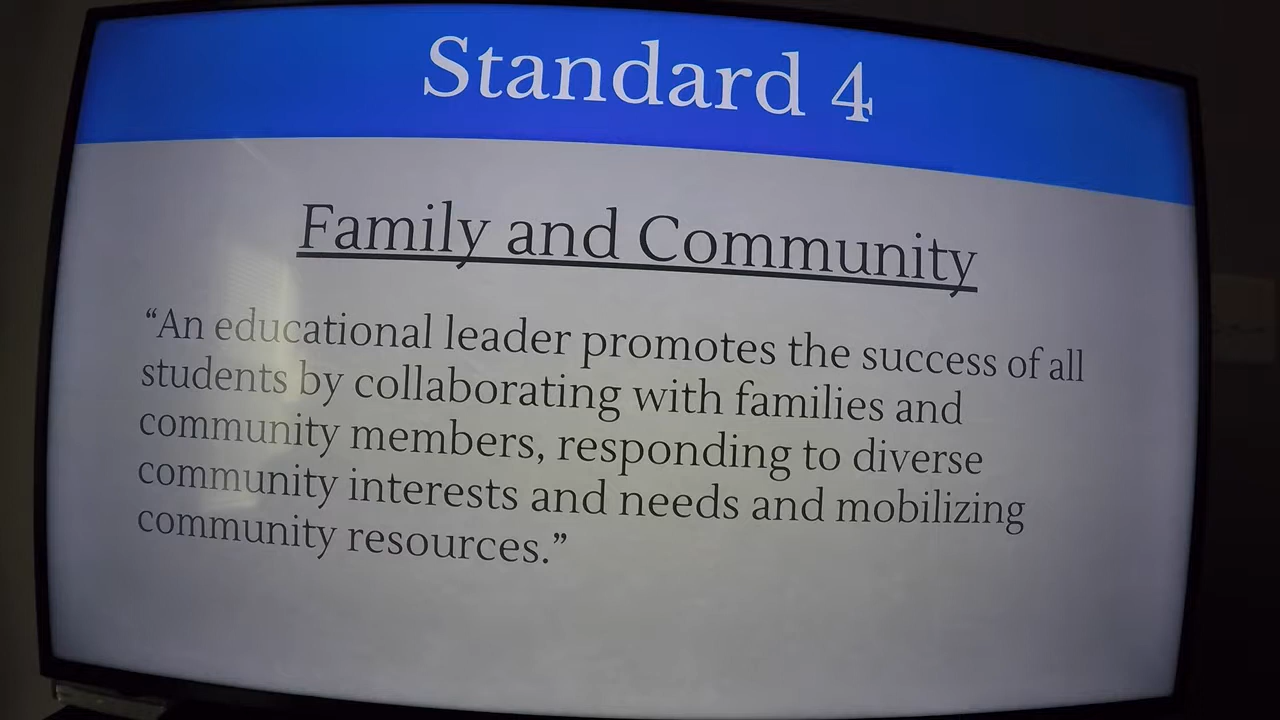 Standard 4
Family and Community
“An educational leader promotes the success of all
students by collaborating with families and
community members, responding to diverse
community interests and needs and mobilizing
community resources.”